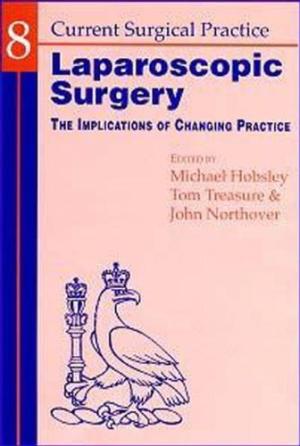 8
Current Surgical Practice
Laparoscopic
Surgery
THE IMPLICATIONS OF CHANGING PRACTICE
EDITED BY
Michael Hobsley
Tom Treasure &
John Northover